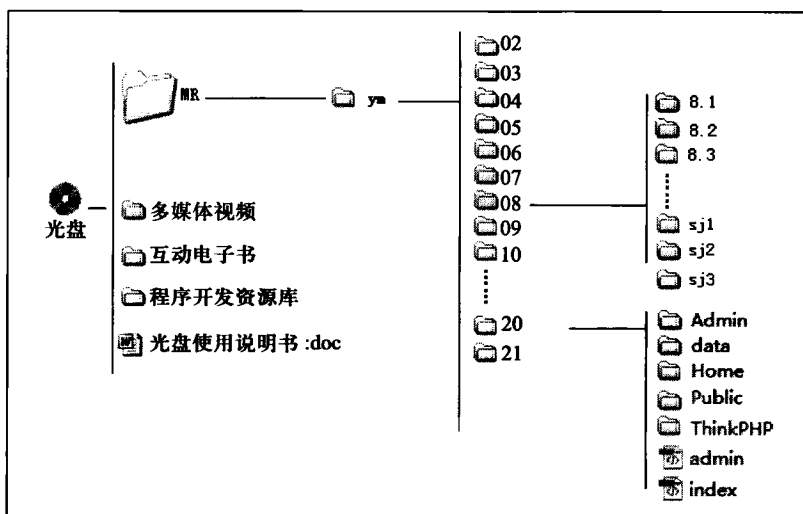 光盘
MR
多媒体视频
互动电子书
程序开发资源库
光盘使用说明书 :doc
ym
02
03
04
05
06
07
08
09
10
20
21
8.1
8.2
8.3
sj1
sj2
sj3
Admin
data
Home
Public
ThinkPHP
admin
index